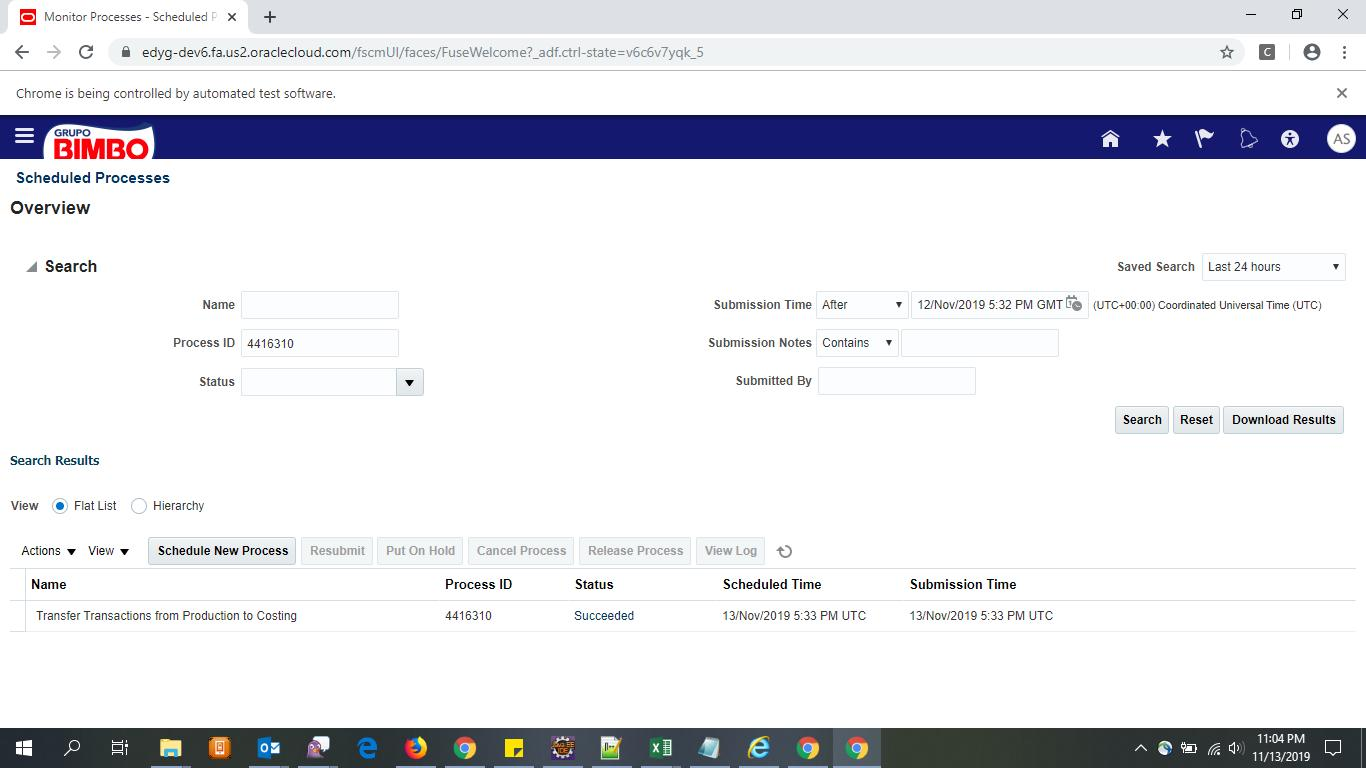 Monitor Processes - Scheduled P
edyg-dev6.fa.us2.oraclecloud.com/fscmUI/faces/FuseWelcome?_adf.ctrl-state=v6c6v7yqk_5
C
Chrome is being controlled by automated test software.
GRUPO
BIMBO
AS
Scheduled Processes
Overview
Search
Saved Search Last 24 hours
Name
Submission Time After 12/Nov/2019 5:32 PM GMT (UTC+00:00) Coordinated Universal Time (UTC)
Process ID 4416310
Submission Notes Contains
Status
Submitted By
Search Reset Download Results
Search Results
View Flat List Hierarchy
Actions View Schedule New Process Resubmit Put On Hold Cancel Process Release Process View Log
Name Process ID Status Scheduled Time Submission Time
Transfer Transactions from Production to Costing 4416310 Succeeded 13/Nov/2019 5:33 PM UTC 13/Nov/2019 5:33 PM UTC
11:04 PM
11/13/2019